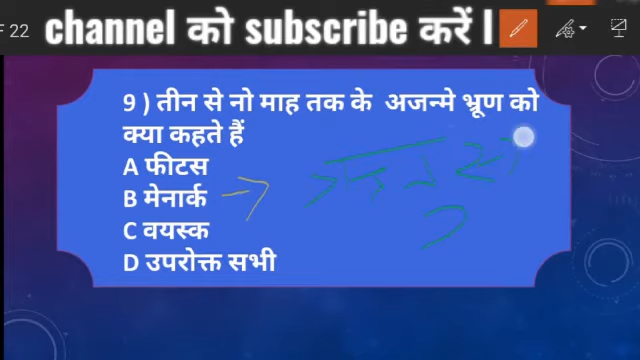 F 22
channel को subscribe करें l
9 ) तीन से नो माह तक के अजन्मे भ्रूण को
क्या कहते हैं
A फीटस
B मेनार्क
C वयस्क
D उपरोक्त सभी